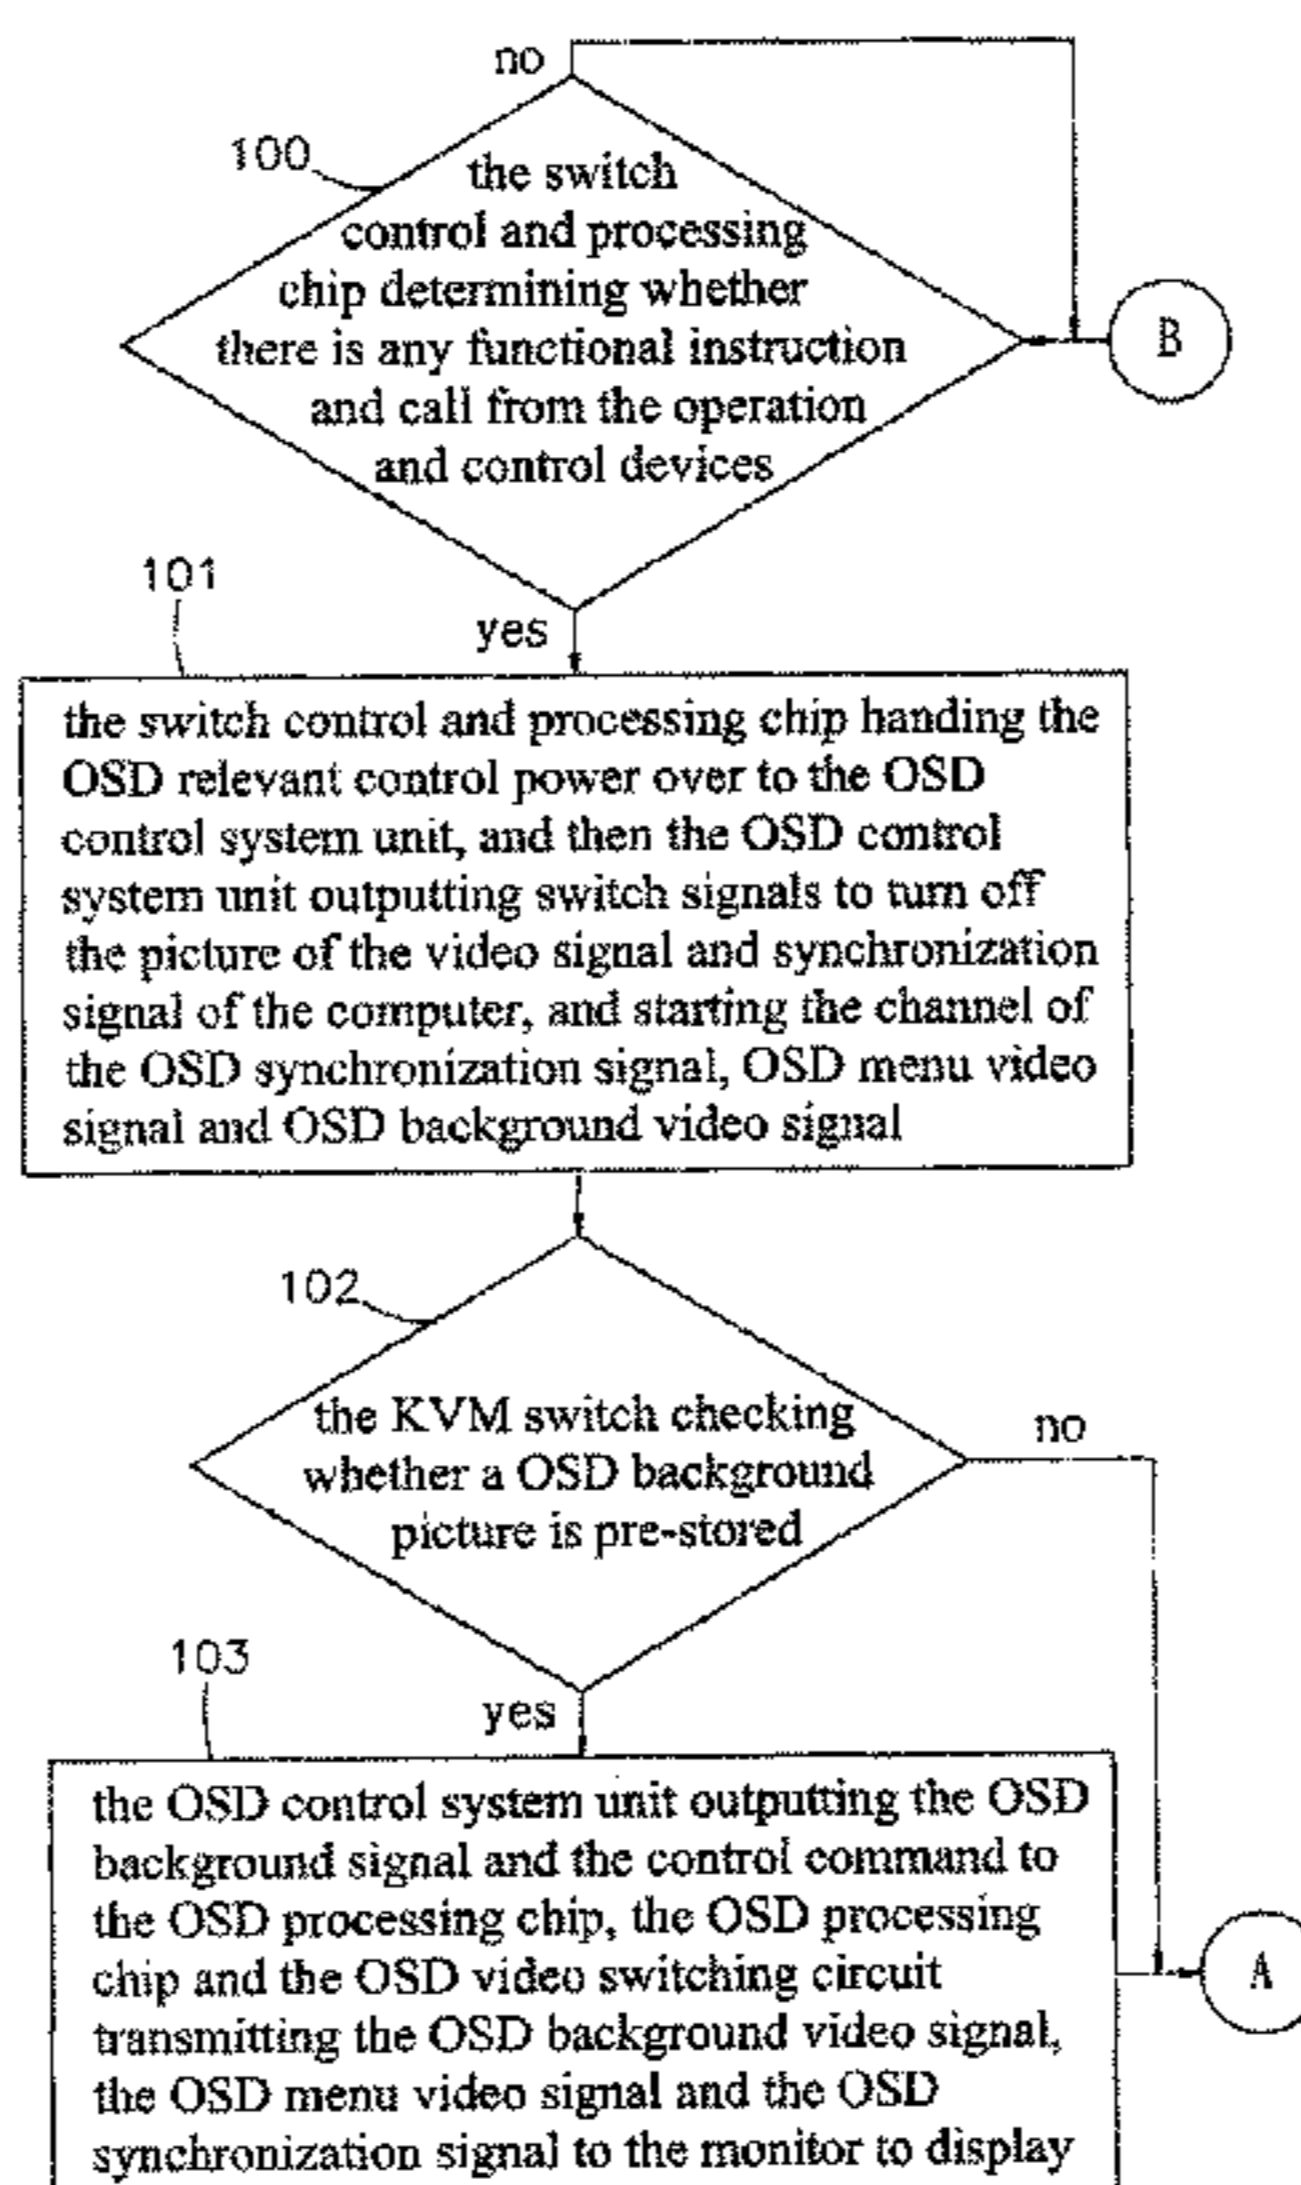 no
100
the switch
control and processing
chip determining whether
there is any functional instruction
and call from the operation
and control devices
B
101
yes
the switch control and processing chip handing the
OSD relevant control power over to the OSD
control system unit, and then the OSD control
system unit outputting switch signals to turn off
the picture of the video signal and synchronization
signal of the computer, and starting the channel of
the OSD synchronization signal, OSD menu video
signal and OSD background video signal
102
the KVM switch checking
whether a OSD background
picture is pre-stored
no
103
yes
the OSD control system unit outputting the OSD
background signal and the control command to
the OSD processing chip, the OSD processing
chip and the OSD video switching circuit
transmitting the OSD background video signal,
the OSD menu video signal and the OSD
synchronization signal to the monitor to display
A